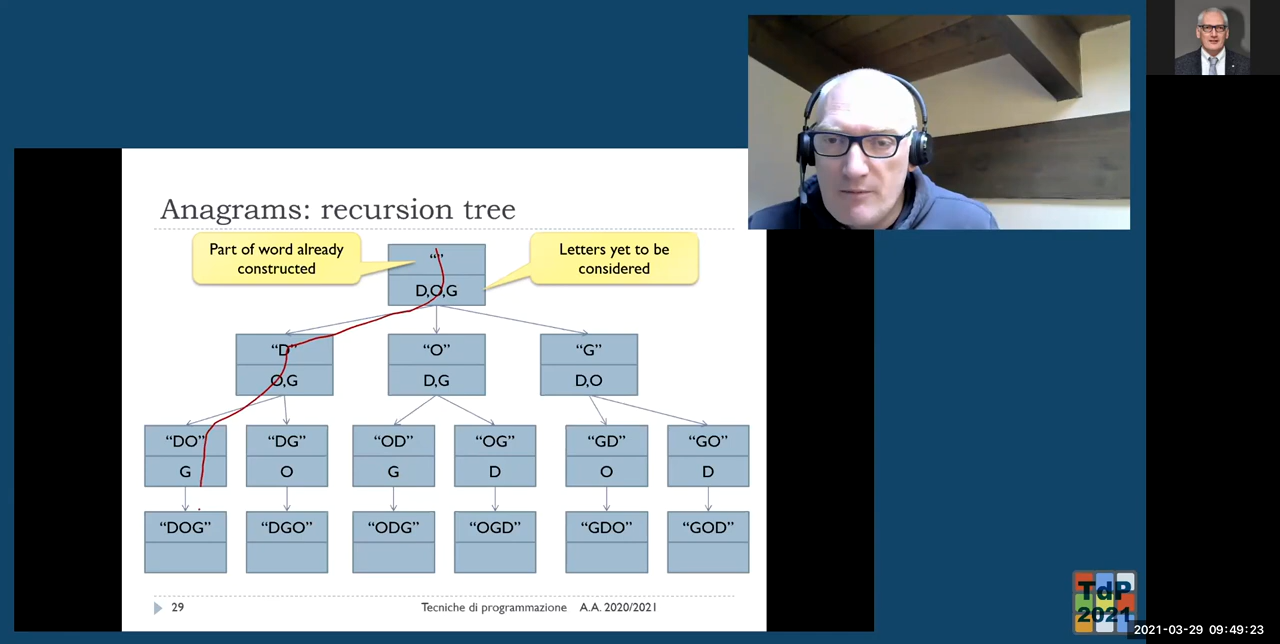 Anagrams: recursion tree
Part of word already
constructed
“”
Letters yet to be
considered
D,O,G
“D”
“O”
“G”
O,G
D,G
D,O
“DO”
“DG”
“OD”
“OG”
“GD”
“GO”
G
O
G
D
O
D
“DOG”
“DGO”
“ODG”
“OGD”
“GDO”
“GOD”
29
Tecniche di programmazione A.A. 2020/2021
TdP
2021
2021-03-29 09:49:23